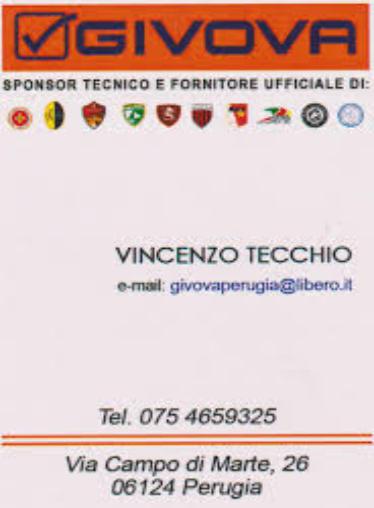 GIVOVA
SPONSOR TECNICO E FORNITORE UFFICIALE DI:
VINCENZO TECCHIO
e-mail: givovaperugia@libero.it
Tel. 075 4659325
Via Campo di Marte, 26
06124 Perugia